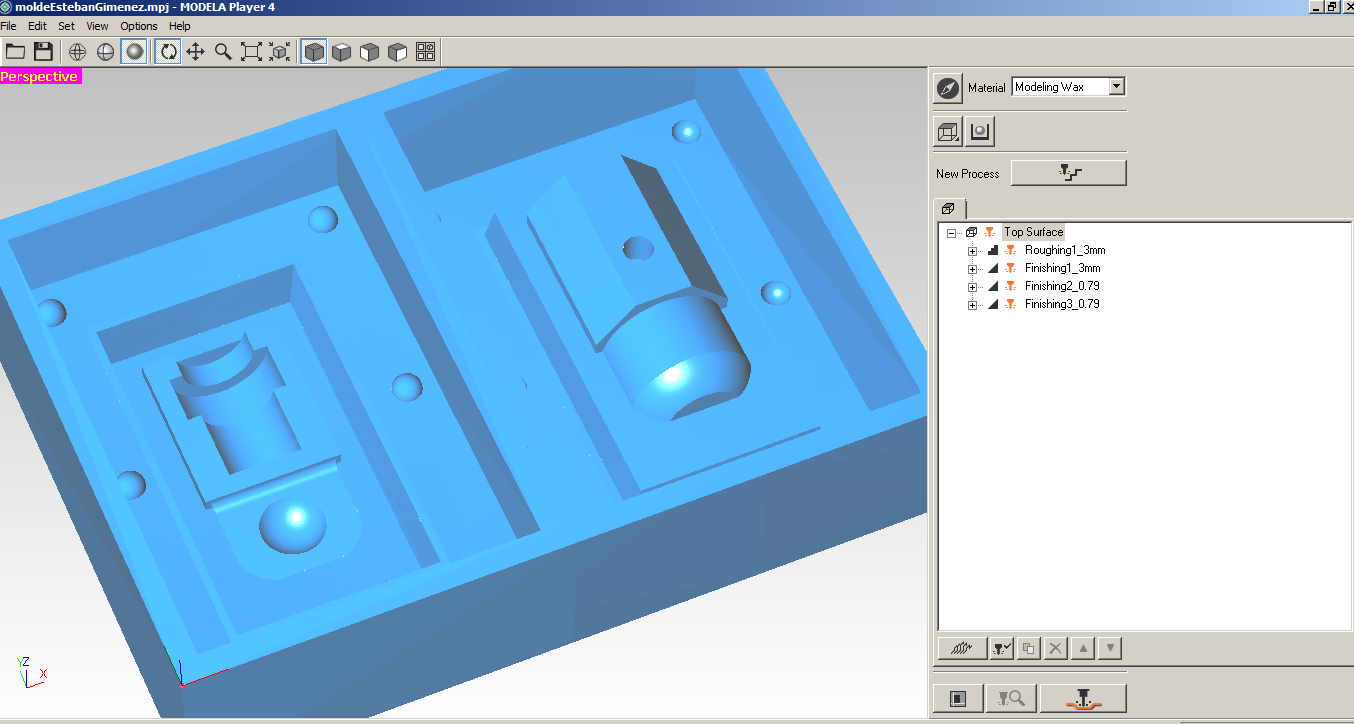 moldeEstebanGimenez.mpj - MODELA Player 4
File Edit Set View Options Help
Perspective
Material Modeling Wax
New Process
Top Surface
Roughing1_3mm
Finishing1_3mm
Finishing2_0.79
Finishing3_0.79
Y Z
X